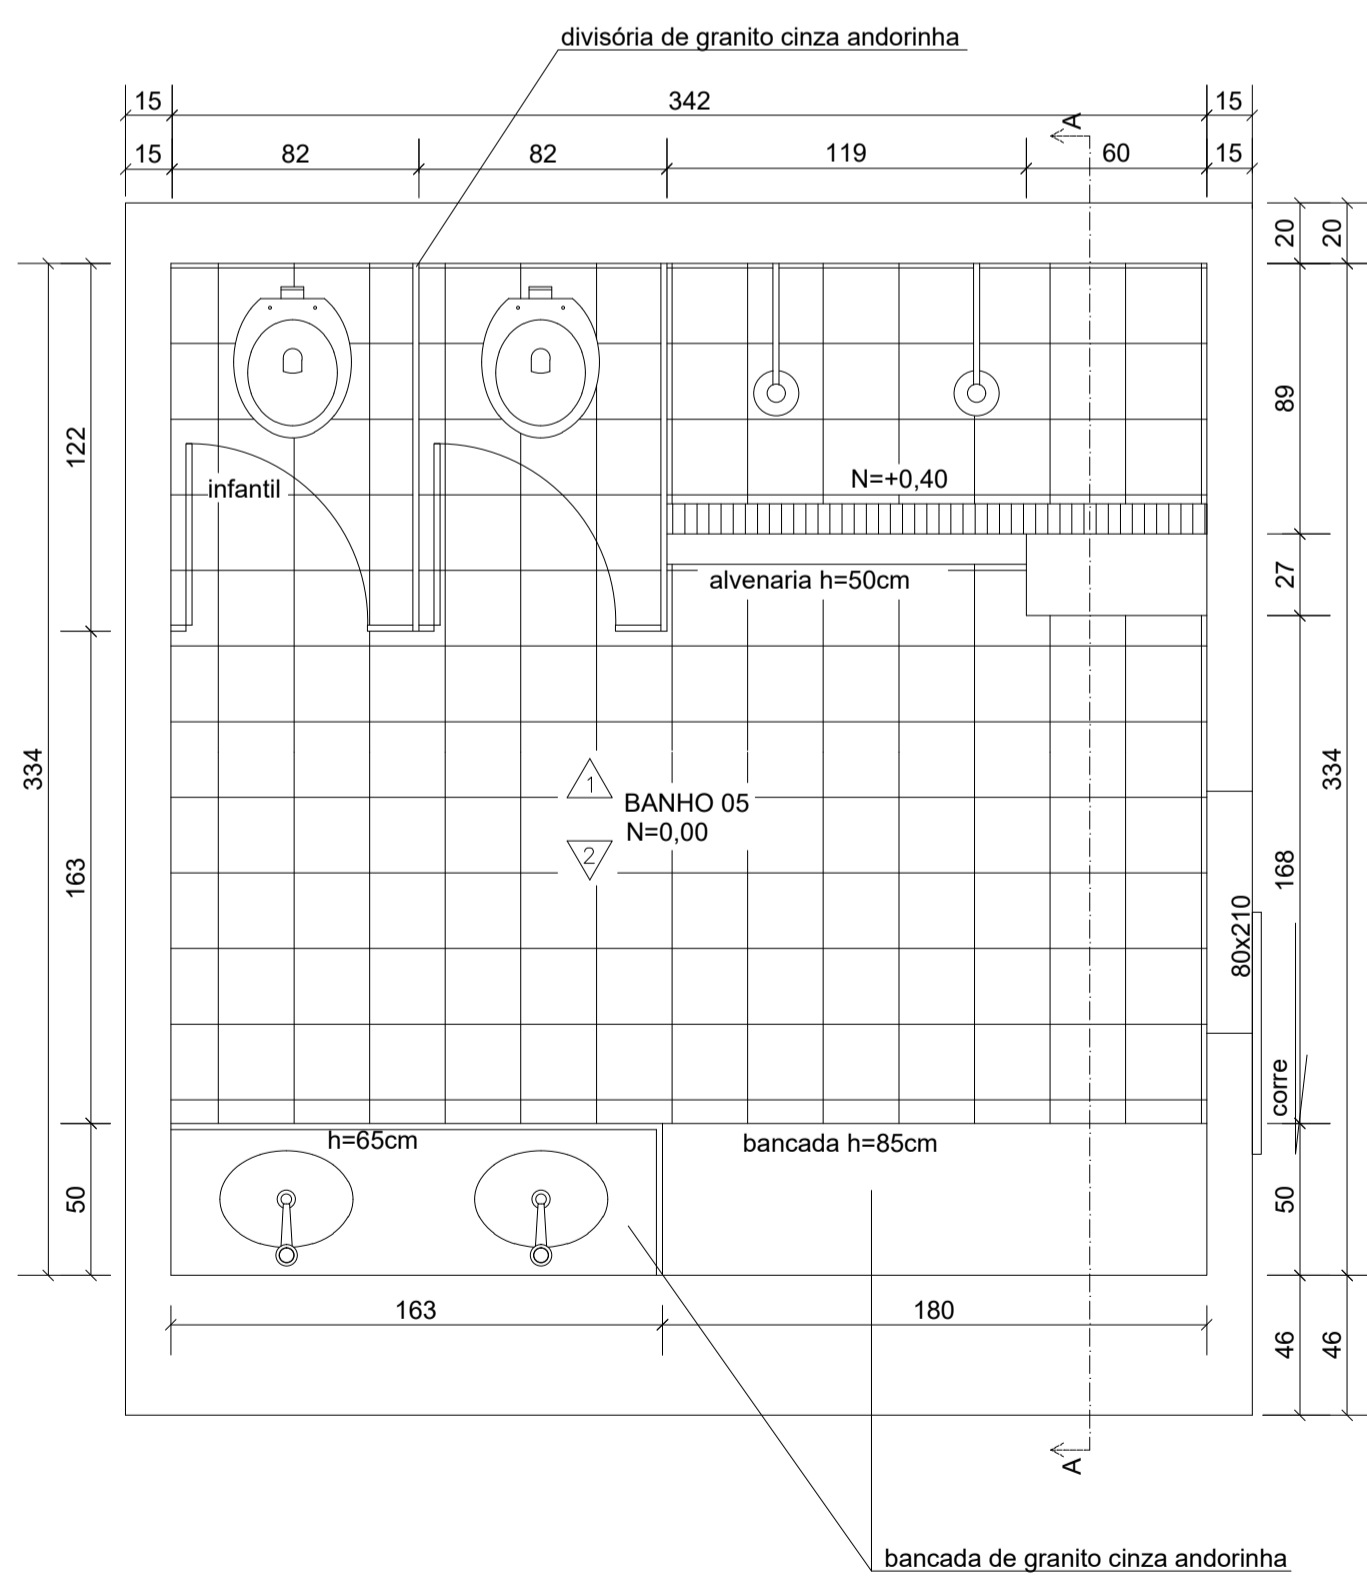 divisória de granito cinza andorinha
15 342 15
A
15 82 82 119 60 15
20 20
89
122
infantil
N=+0,40
27
alvenaria h=50cm
334
1
BANHO 05
N=0,00
2
334
163
168
80x210
corre
h=65cm
bancada h=85cm
50
50
163 180
46 46
A
bancada de granito cinza andorinha